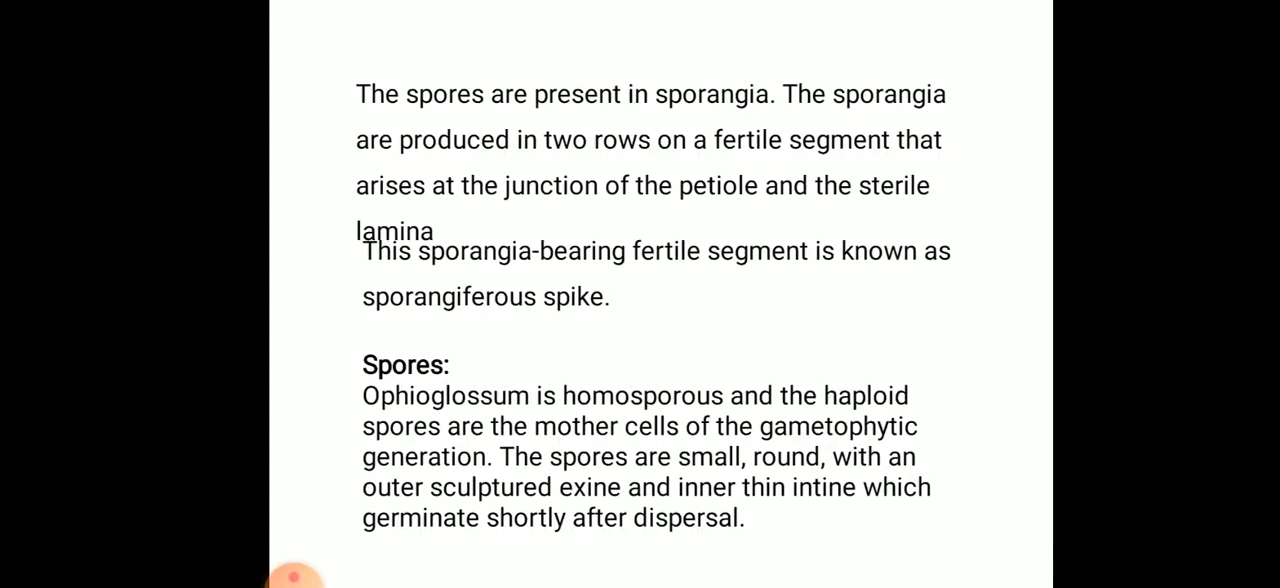 The spores are present in sporangia. The sporangia
are produced in two rows on a fertile segment that
arises at the junction of the petiole and the sterile
lamina
This sporangia-bearing fertile segment is known as
sporangiferous spike.
Spores:
Ophioglossum is homosporous and the haploid
spores are the mother cells of the gametophytic
generation. The spores are small, round, with an
outer sculptured exine and inner thin intine which
germinate shortly after dispersal.